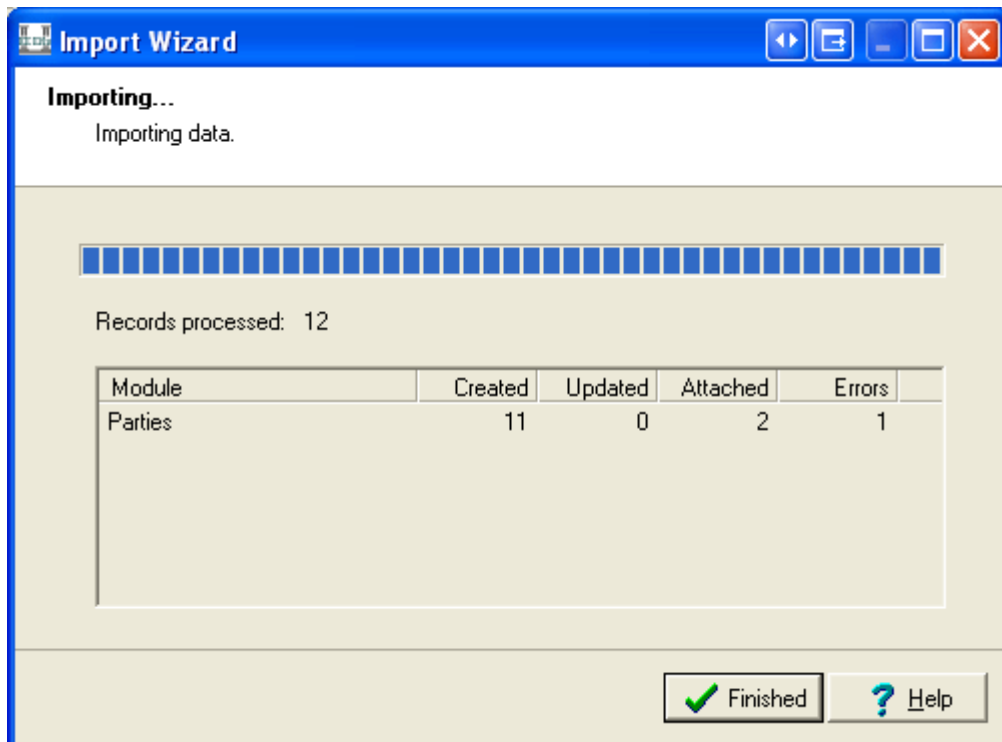 Import Wizard
Importing...
Importing data.
Records processed: 12
Module Created Updated Attached Errors
Parties 11 0 2 1
Finished ? Help